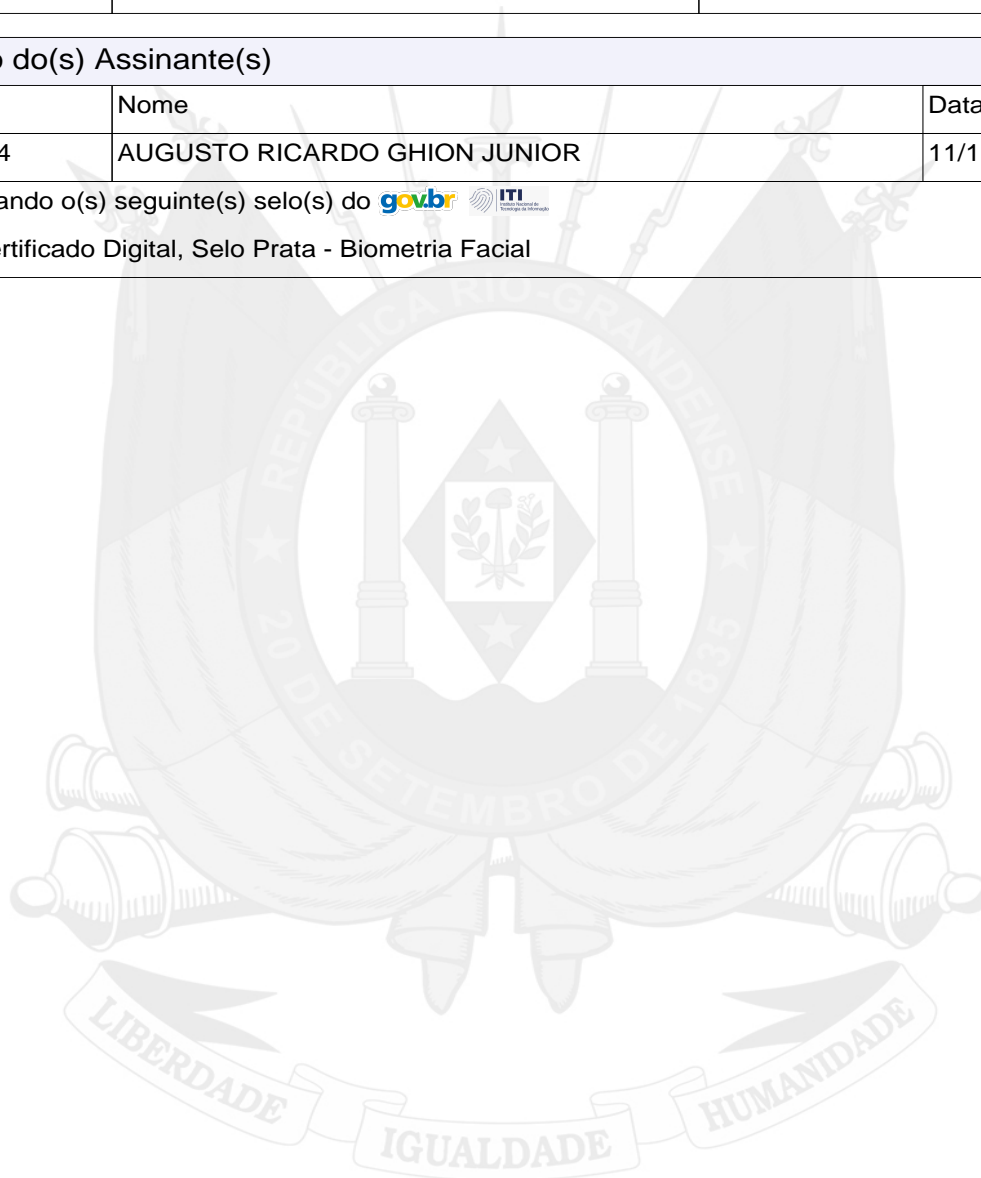 o do(s) Assinante(s)
Nome
Data
4
AUGUSTO RICARDO GHION JUNIOR
11/1
ando o(s) seguinte(s) selo(s) do gov.br ITI
ertificado Digital, Selo Prata - Biometria Facial
REPÚBLICA RIO-GRANDENSE
20 DE SETEMBRO DE 1835
LIBERDADE
IGUALDADE
HUMANIDADE